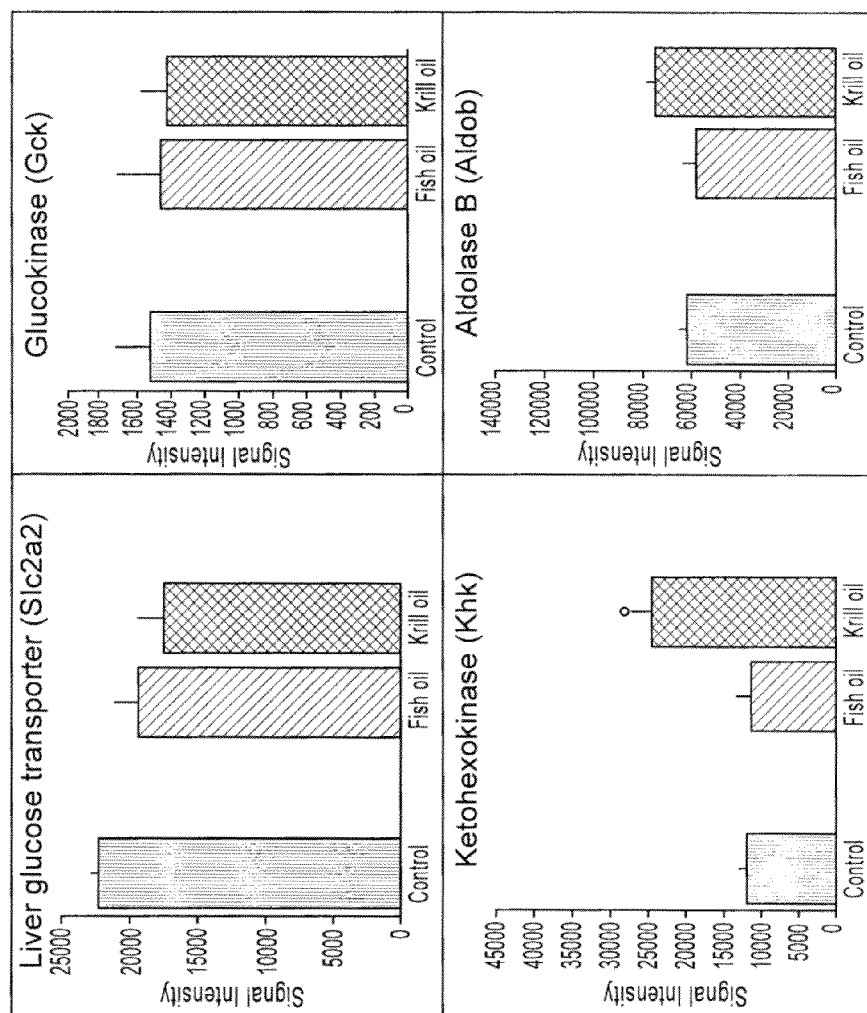 Liver glucose transporter (Slc2a2)
Signal Intensity
25000
20000
15000
10000
5000
0
Control
Fish oil
Krill oil
Glucokinase (Gck)
Signal Intensity
2000
1800
1600
1400
1200
1000
800
600
400
200
0
Control
Fish oil
Krill oil
Ketohexokinase (Khk)
Signal Intensity
45000
40000
35000
30000
25000
20000
15000
10000
5000
0
Control
Fish oil
Krill oil
Aldolase B (Aldob)
Signal Intensity
140000
120000
100000
80000
60000
40000
20000
0
Control
Fish oil
Krill oil